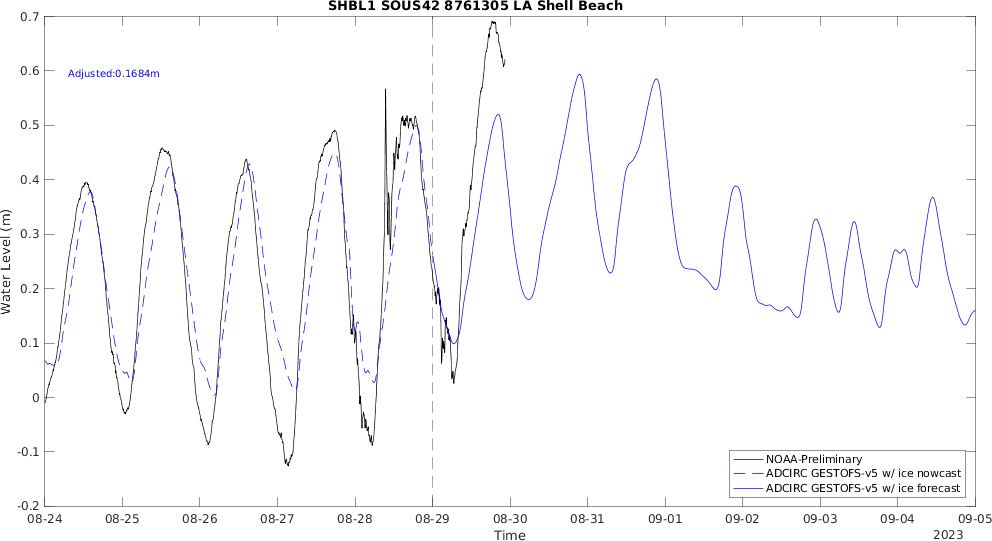 SHBL1 SOUS42 8761305 LA Shell Beach
Adjusted:0.1684m
Water Level (m)
0.7
0.6
0.5
0.4
0.3
0.2
0.1
0
-0.1
-0.2
NOAA-Preliminary
ADCIRC GESTOFS-v5 w/ ice nowcast
ADCIRC GESTOFS-v5 w/ ice forecast
08-24 08-25 08-26 08-27 08-28 08-29 08-30 08-31 09-01 09-02 09-03 09-04 09-05
Time
2023